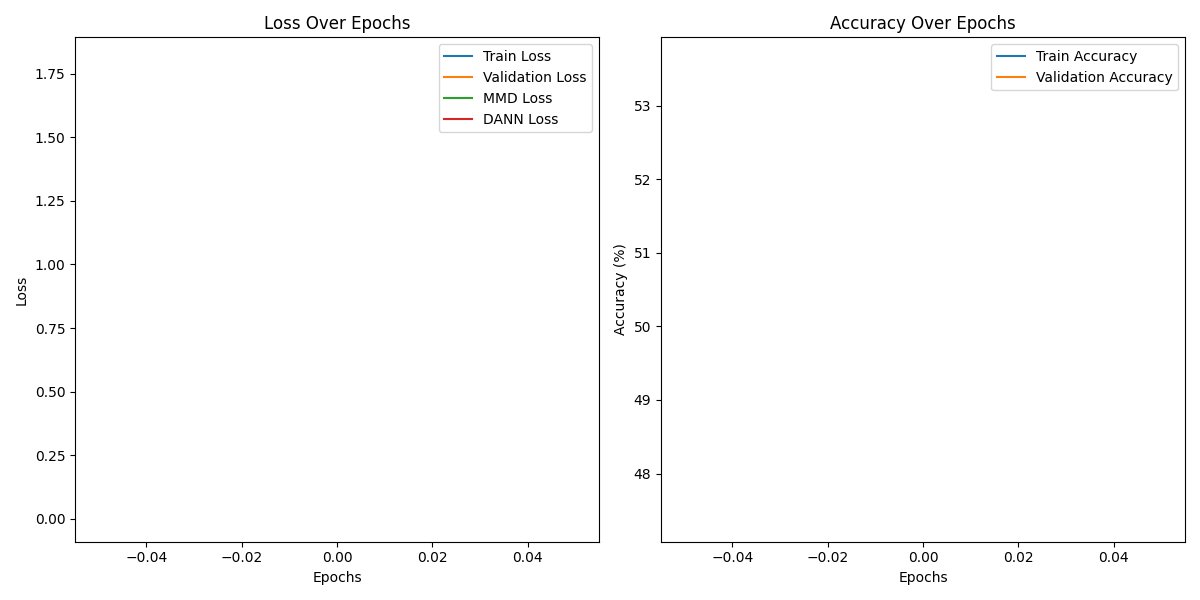 Loss Over Epochs
Train Loss
Validation Loss
MMD Loss
DANN Loss
1.75
1.50
1.25
1.00
0.75
0.50
0.25
0.00
Loss
−0.04 −0.02 0.00 0.02 0.04
Epochs
Accuracy Over Epochs
Train Accuracy
Validation Accuracy
53
52
51
50
49
48
Accuracy (%)
−0.04 −0.02 0.00 0.02 0.04
Epochs